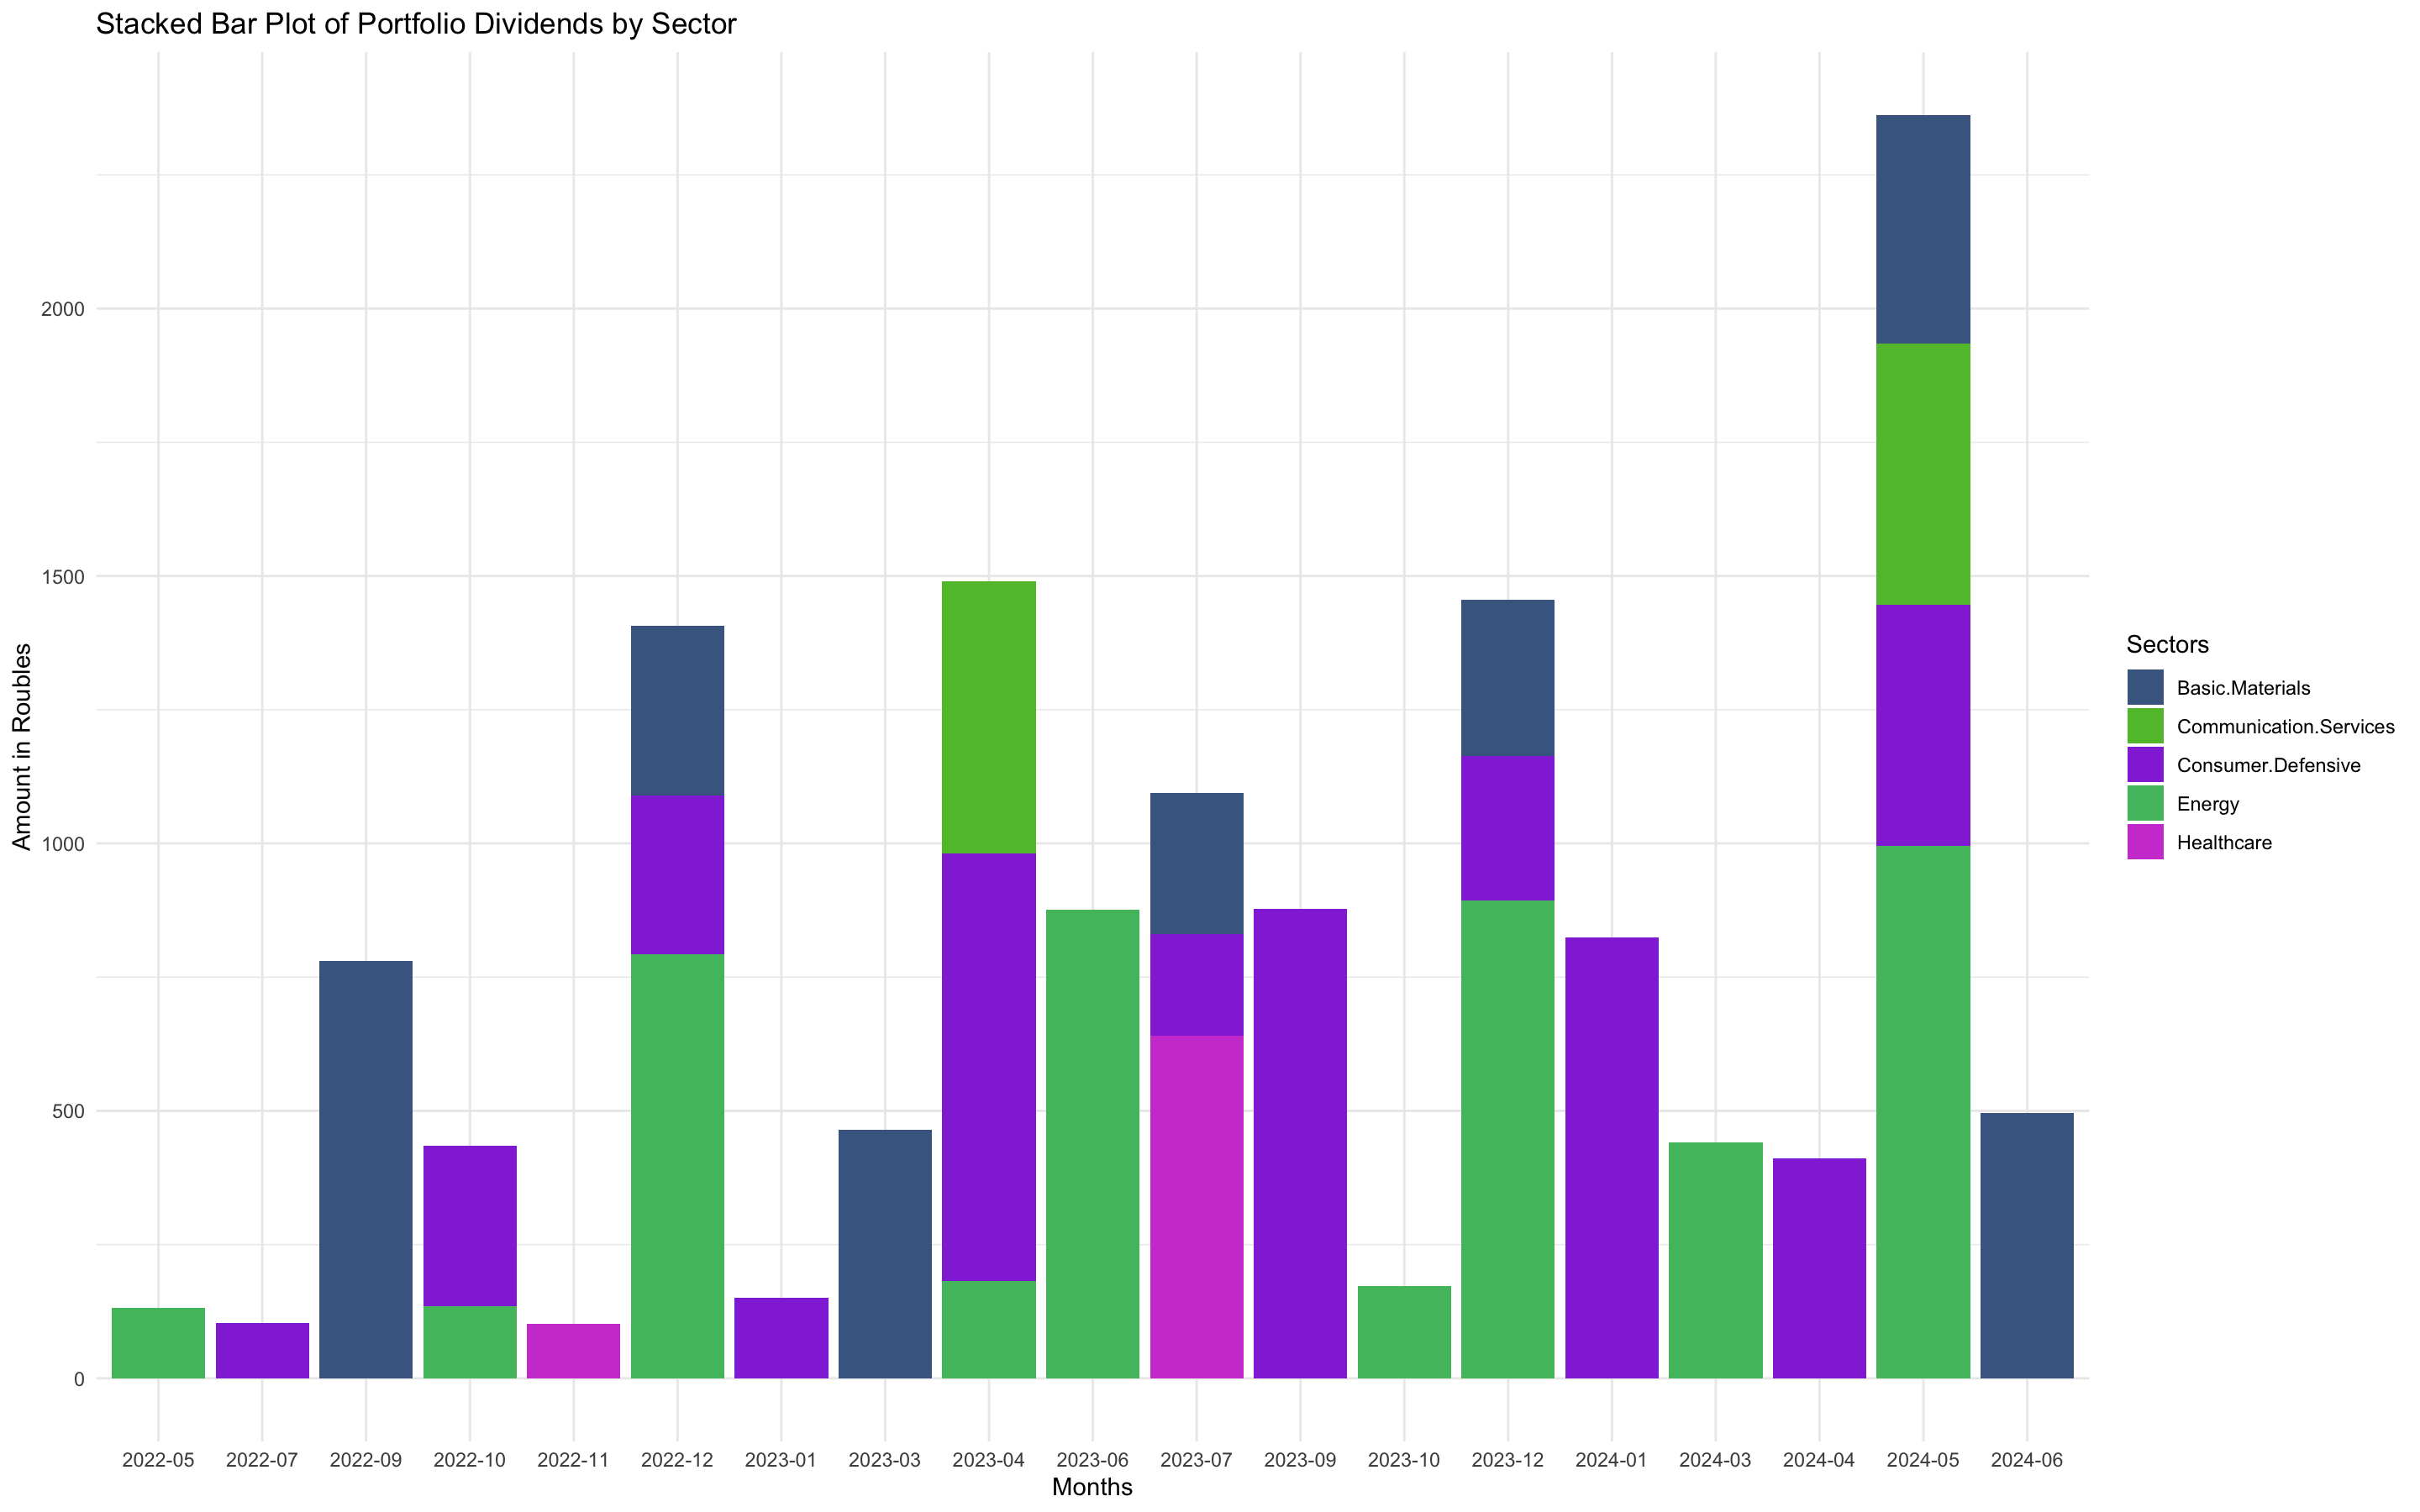 Stacked Bar Plot of Portfolio Dividends by Sector
Amount in Roubles
2000
1500
1000
500
0
2022-05 2022-07 2022-09 2022-10 2022-11 2022-12 2023-01 2023-03 2023-04 2023-06 2023-07 2023-09 2023-10 2023-12 2024-01 2024-03 2024-04 2024-05 2024-06
Months
Sectors
Basic.Materials
Communication.Services
Consumer.Defensive
Energy
Healthcare